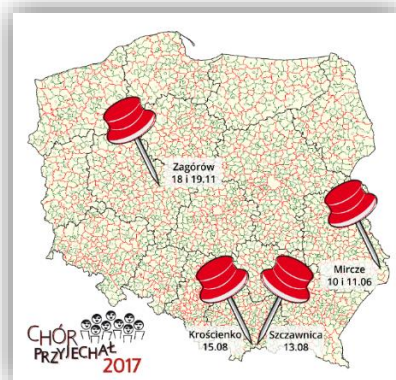 Zagórów
18 i 19.11
Mircze
10 i 11.06
Krościenko
15.08
Szczawnica
13.08
CHÓR
PRZYJECHAŁ
2017